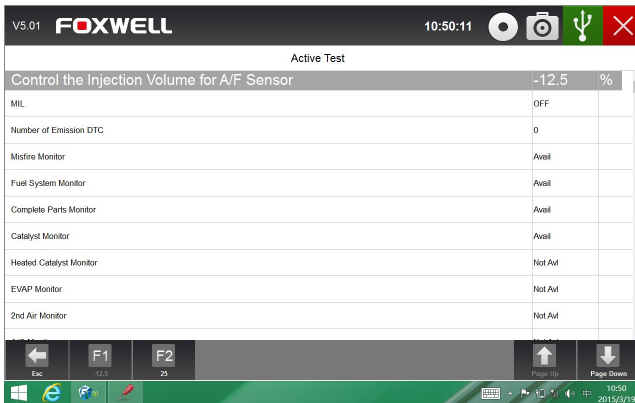 V5.01 FOXWELL 10:50:11
Active Test
Control the Injection Volume for A/F Sensor -12.5 %
MIL OFF
Number of Emission DTC 0
Misfire Monitor Avail
Fuel System Monitor Avail
Complete Parts Monitor Avail
Catalyst Monitor Avail
Heated Catalyst Monitor Not Avl
EVAP Monitor Not Avl
2nd Air Monitor Not Avl
F1 F2
Esc -12.5 25 Page Up Page Down
中 10:50
2015/3/19